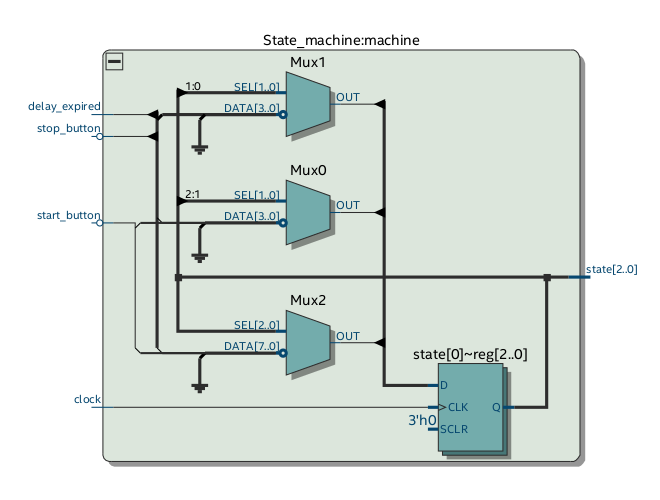 State_machine:machine
Mux1
1:0
SEL[1..0]
DATA[3..0]
OUT
delay_expired
stop_button
Mux0
2:1
SEL[1..0]
DATA[3..0]
OUT
start_button
state[2..0]
Mux2
SEL[2..0]
DATA[7..0]
OUT
state[0]~reg[2..0]
D
clock
CLK
Q
3'h0
SCLR